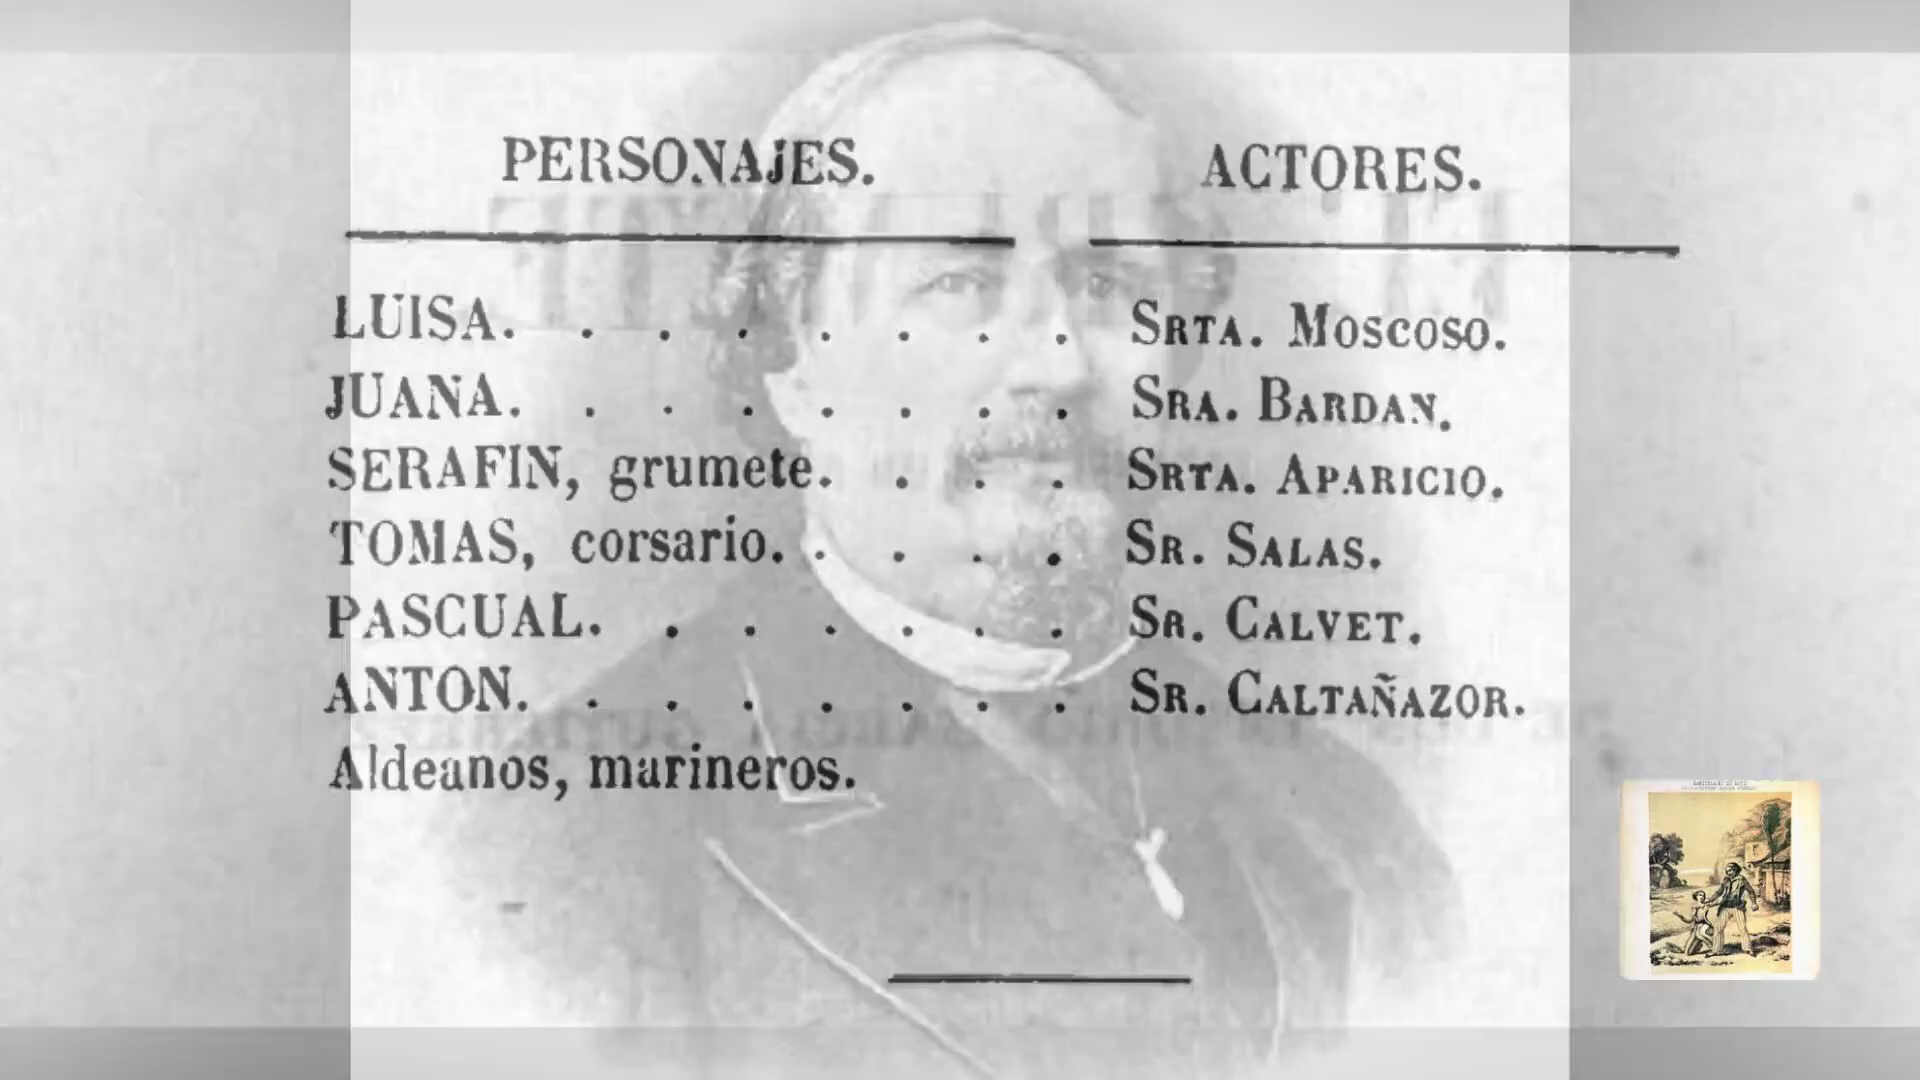 PERSONAJES. ACTORES.
LUISA. . . . . . . . SRTA. MOSCOSO.
JUANA. . . . . . . . SRA. BARDAN.
SERAFIN, grumete. . . . SRTA. APARICIO.
TOMAS, corsario. . . . . SR. SALAS.
PASCUAL. . . . . . . SR. CALVET.
ANTON. . . . . . . . SR. CALTAÑAZOR.
Aldeanos, marineros.